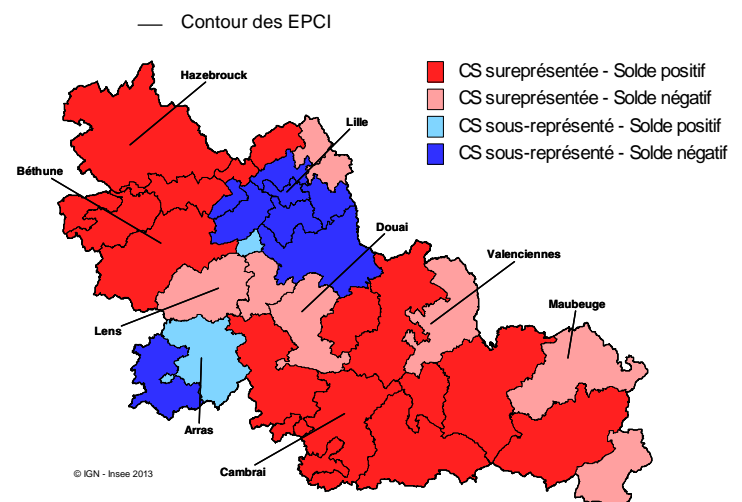 Contour des EPCI
CS sureprésentée - Solde positif
CS sureprésentée - Solde négatif
CS sous-représenté - Solde positif
CS sous-représenté - Solde négatif
Hazebrouck
Lille
Béthune
Douai
Valenciennes
Maubeuge
Lens
Arras
Cambrai
© IGN - Insee 2013